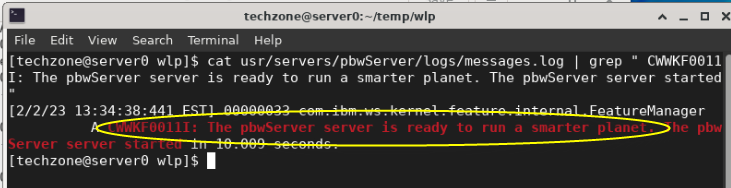 techzone@server0:~/temp/wlp
File Edit View Search Terminal Help
[techzone@server0 wlp]$ cat usr/servers/pbwServer/logs/messages.log | grep " CWWKF0011
I: The pbwServer server is ready to run a smarter planet. The pbwServer server started
"
[2/2/23 13:34:38:441 EST] 00000033 com.ibm.ws.kernel.feature.internal.FeatureManager
A CWWKF0011I: The pbwServer server is ready to run a smarter planet. The pbw
Server server started in 10.009 seconds.
[techzone@server0 wlp]$